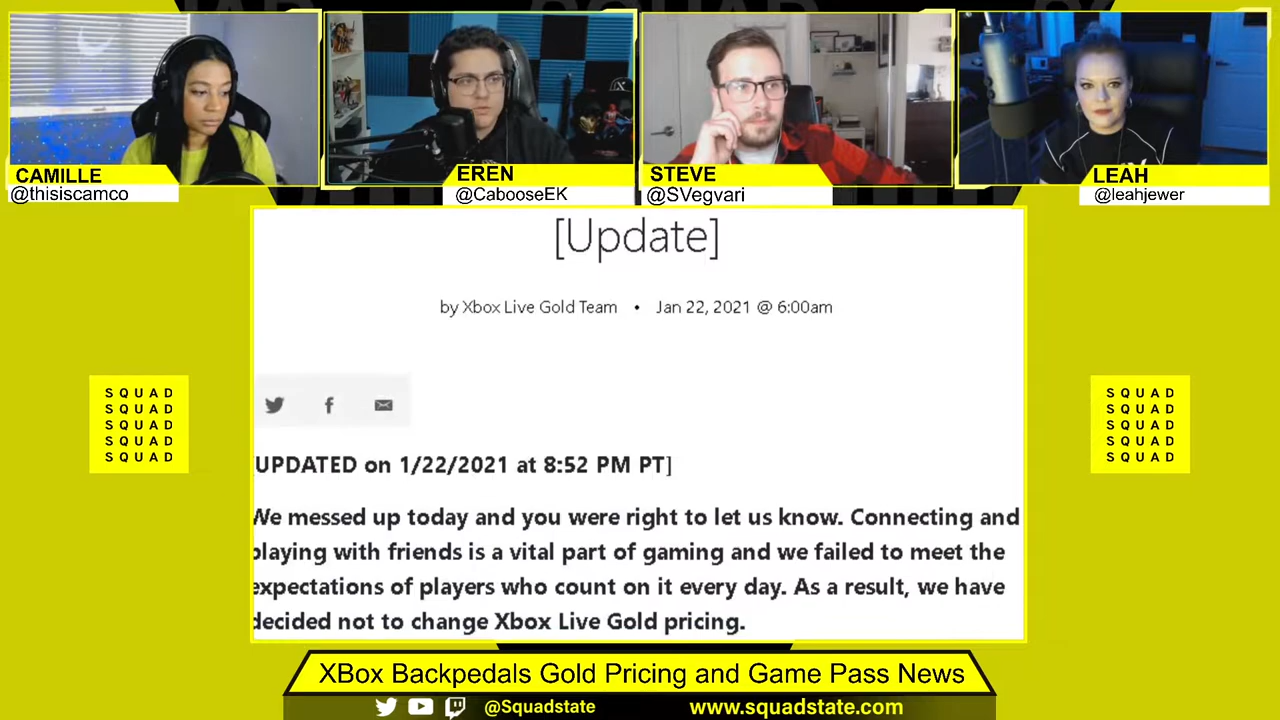 CAMILLE
@thisiscamco
EREN
@CabooseEK
STEVE
@SVegvari
LEAH
@leahjewer
[Update]
by Xbox Live Gold Team • Jan 22, 2021 @ 6:00am
SQUAD
SQUAD
SQUAD
SQUAD
SQUAD
SQUAD
SQUAD
SQUAD
SQUAD
SQUAD
UPDATED on 1/22/2021 at 8:52 PM PT]
We messed up today and you were right to let us know. Connecting and
playing with friends is a vital part of gaming and we failed to meet the
expectations of players who count on it every day. As a result, we have
decided not to change Xbox Live Gold pricing.
XBox Backpedals Gold Pricing and Game Pass News
@Squadstate
www.squadstate.com